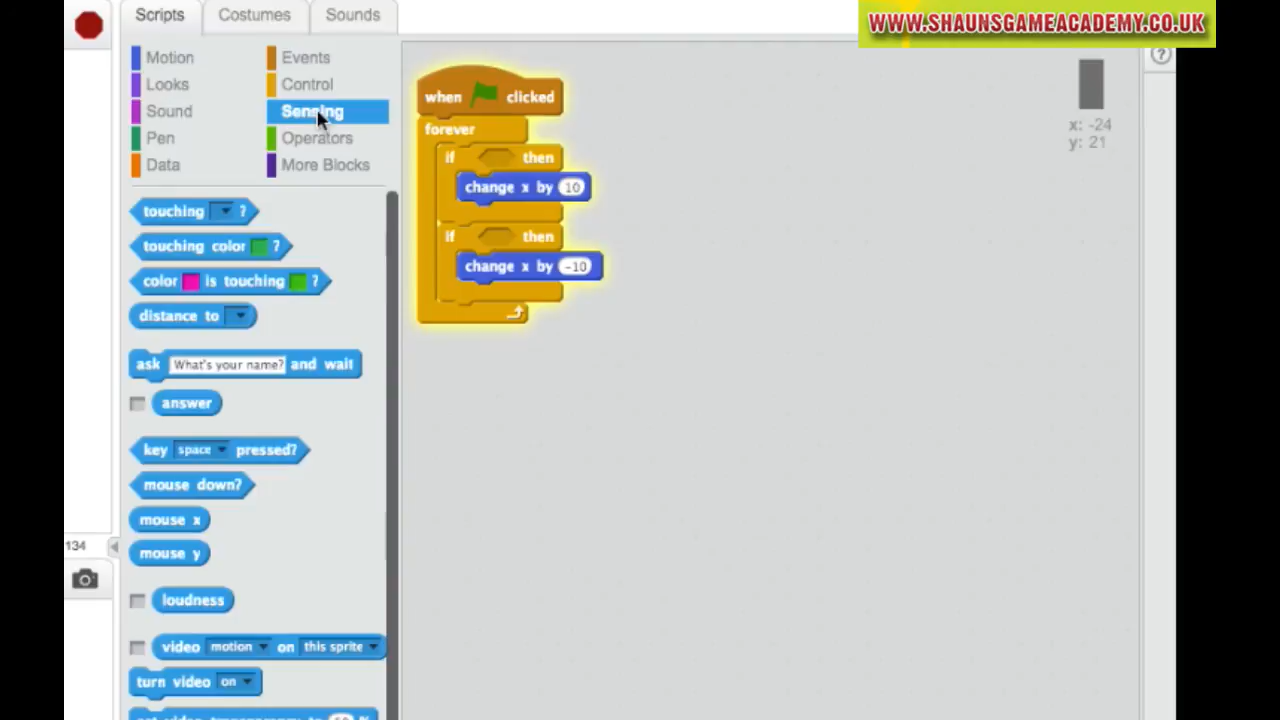 Scripts Costumes Sounds
WWW.SHAUNSGAMEACADEMY.CO.UK
Motion Events
Looks Control
Sound Sensing
Pen Operators
Data More Blocks
when clicked
forever
if then
change x by 10
if then
change x by -10
x: -24
y: 21
?
touching ?
touching color ?
color is touching ?
distance to
ask What's your name? and wait
answer
key space pressed?
mouse down?
mouse x
mouse y
134
loudness
video motion on this sprite
turn video on